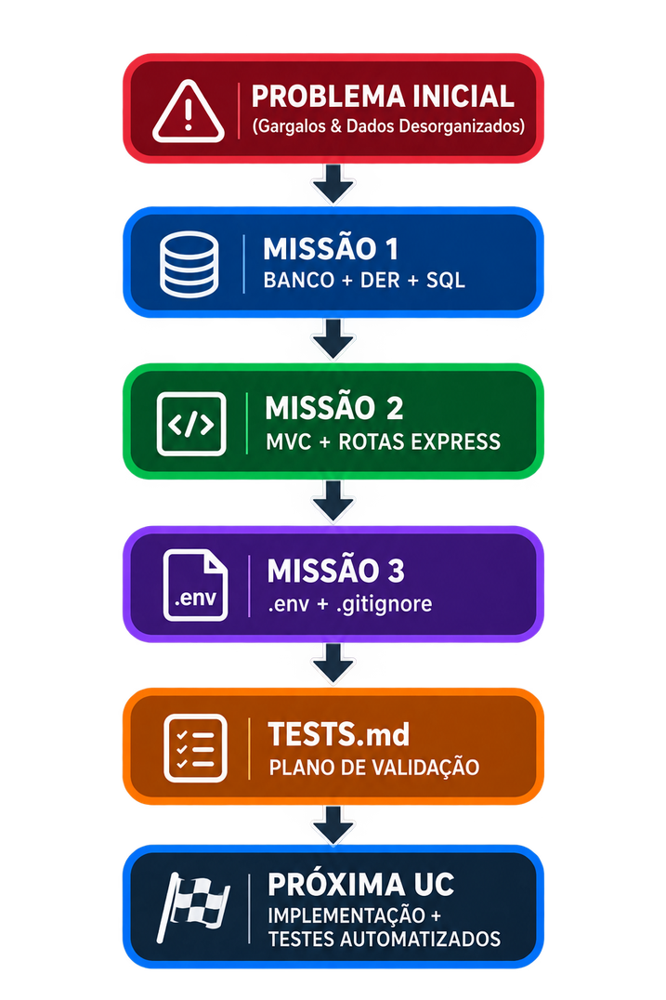 PROBLEMA INICIAL
(Gargalos & Dados Desorganizados)
MISSÃO 1
BANCO + DER + SQL
MISSÃO 2
MVC + ROTAS EXPRESS
.env
MISSÃO 3
.env + .gitignore
TESTS.md
PLANO DE VALIDAÇÃO
PRÓXIMA UC
IMPLEMENTAÇÃO +
TESTES AUTOMATIZADOS